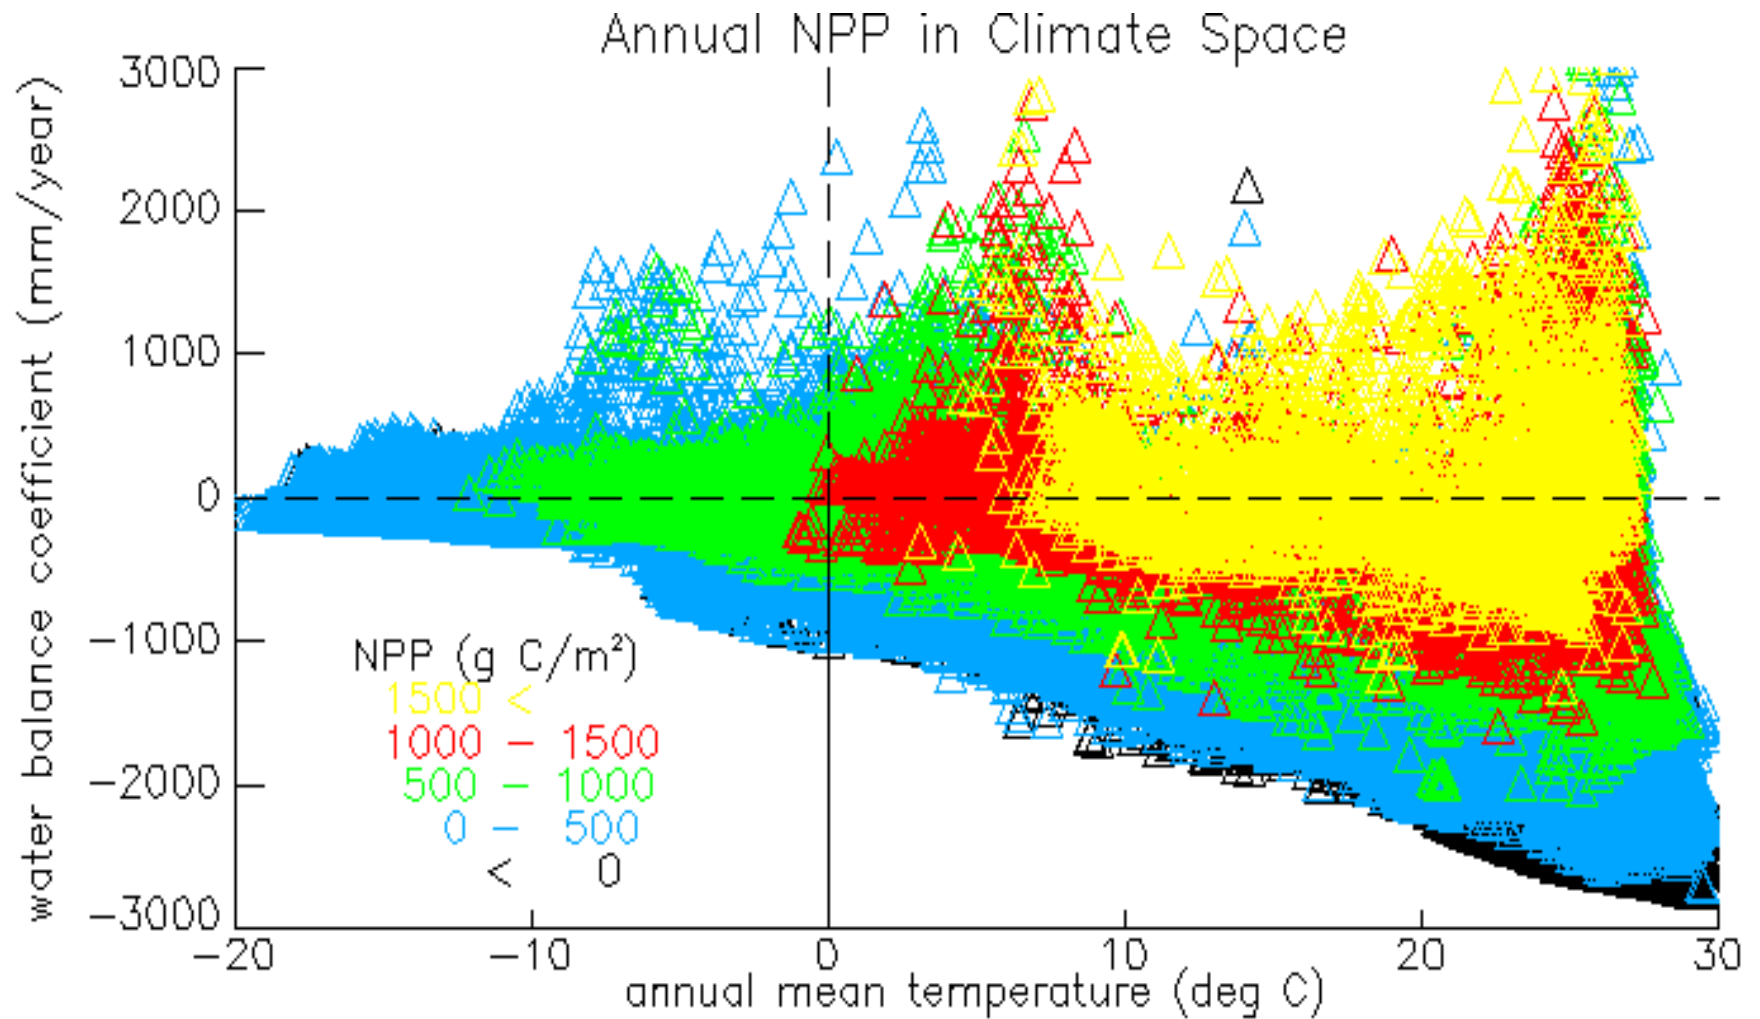 Annual NPP in Climate Space
water balance coefficient (mm/year)
3000
2000
1000
0
−1000
−2000
−3000
NPP (g C/m²)
1500 <
1000 − 1500
500 − 1000
0 − 500
< 0
−20 −10 0 10 20 30
annual mean temperature (deg C)